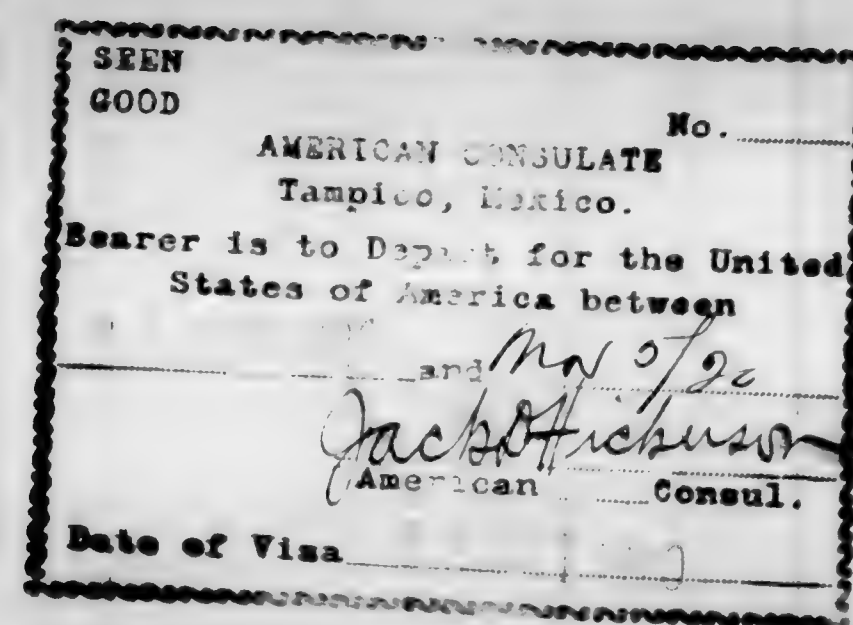 SEEN
GOOD
No.
AMERICAN CONSULATE
Tampico, Mexico.
Bearer is to Depart for the United
States of America between
and Nov 5/20
Jack D Hickerson
American Consul.
Date of Visa